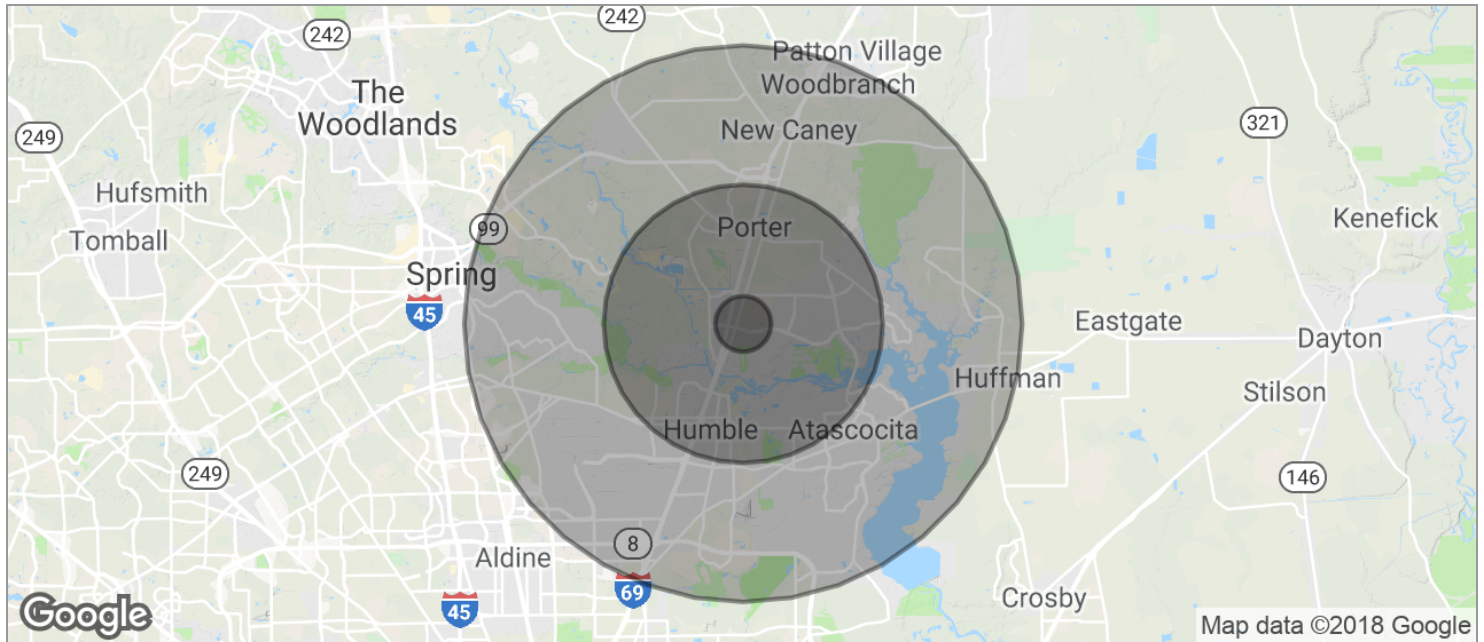 242
242
Patton Village
Woodbranch
The
Woodlands
249
New Caney
321
Hufsmith
Tomball
99
Porter
Kenefick
Spring
45
Eastgate
Dayton
Huffman
Stilson
Humble
Atascocita
249
146
8
Aldine
69
45
Crosby
Google
Map data ©2018 Google